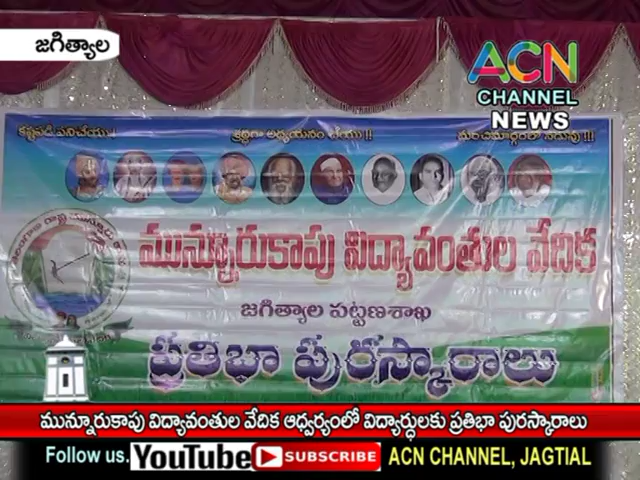 జగిత్యాల
ACN
CHANNEL
NEWS
కష్టపడి పనిచేయి !
శ్రద్ధగా అధ్యయనం చేయి !!
మున్నూరుకాపు విద్యావంతుల వేదిక
జగిత్యాల పట్టణశాఖ
ప్రతిభా పురస్కారాలు
మున్నూరుకాపు విద్యావంతుల వేదిక ఆధ్వర్యంలో విద్యార్ధులకు ప్రతిభా పురస్కారాలు
Follow us. YouTube SUBSCRIBE ACN CHANNEL, JAGTIAL